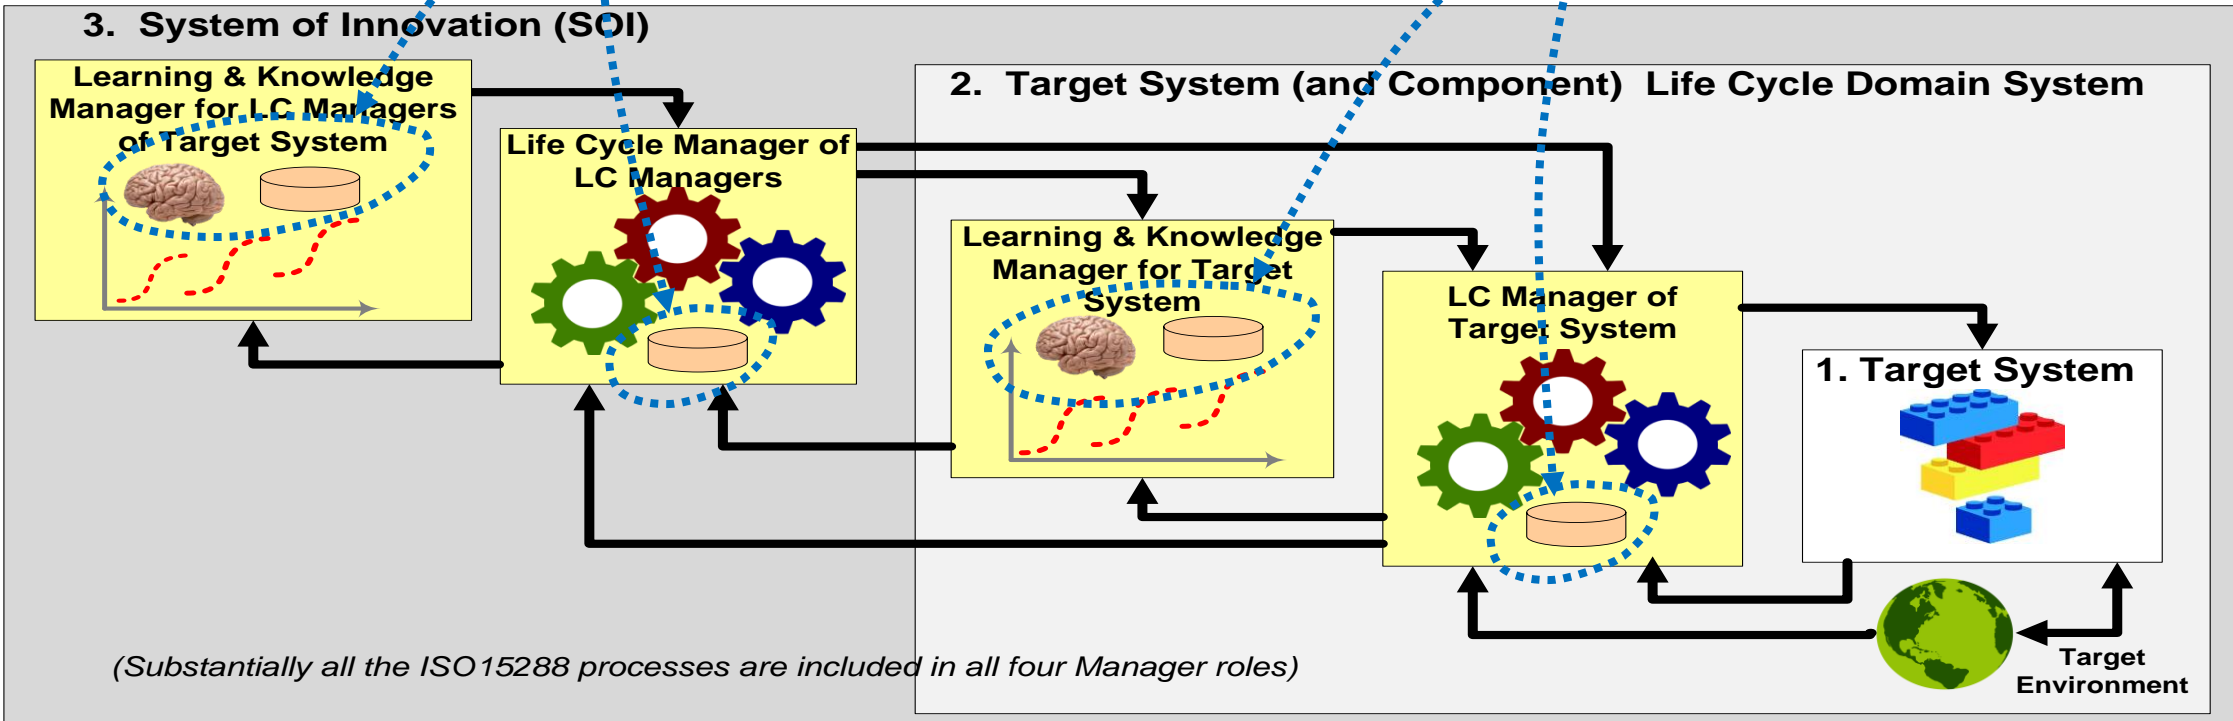 3. System of Innovation (SOI)
Learning & Knowledge
Manager for LC Managers
of Target System
Life Cycle Manager of
LC Managers
2. Target System (and Component) Life Cycle Domain System
Learning & Knowledge
Manager for Target
System
LC Manager of
Target System
1. Target System
Target
Environment
(Substantially all the ISO15288 processes are included in all four Manager roles)